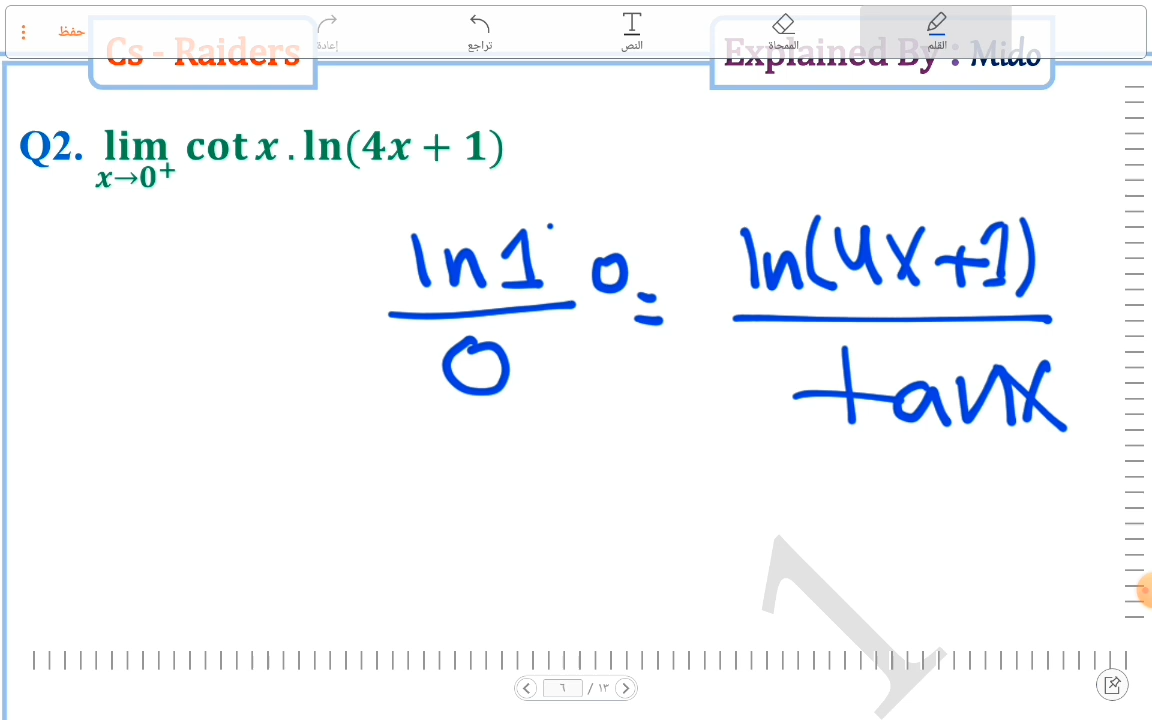 حفظ إعادة تراجع النص الممحاة القلم
Cs - Raiders Explained By : Mido
Q2. lim x→0⁺ cot x . ln(4x + 1)
ln1 / 0 0 = ln(4x+1) / tanx
1
٦ / ١٣